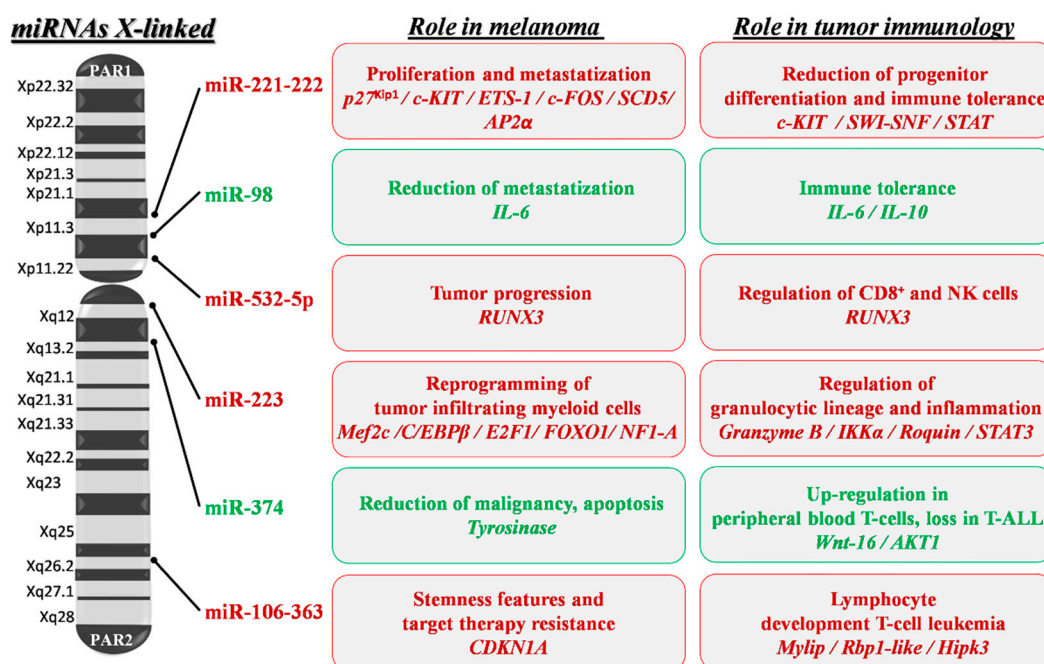 miRNAs X-linked
Role in melanoma
Role in tumor immunology
PAR1
Xp22.32
Xp22.2
Xp22.12
Xp21.3
Xp21.1
Xp11.3
Xp11.22
Xq12
Xq13.2
Xq21.1
Xq21.31
Xq21.33
Xq22.2
Xq23
Xq25
Xq26.2
Xq27.1
Xq28
PAR2
miR-221-222
Proliferation and metastatization
p27ᴷⁱᵖ¹ / c-KIT / ETS-1 / c-FOS / SCD5/
AP2α
Reduction of progenitor
differentiation and immune tolerance
c-KIT / SWI-SNF / STAT
miR-98
Reduction of metastatization
IL-6
Immune tolerance
IL-6 / IL-10
miR-532-5p
Tumor progression
RUNX3
Regulation of CD8⁺ and NK cells
RUNX3
miR-223
Reprogramming of
tumor infiltrating myeloid cells
Mef2c /C/EBPβ / E2F1/ FOXO1/ NF1-A
Regulation of
granulocytic lineage and inflammation
Granzyme B / IKKα / Roquin / STAT3
miR-374
Reduction of malignancy, apoptosis
Tyrosinase
Up-regulation in
peripheral blood T-cells, loss in T-ALL
Wnt-16 / AKT1
miR-106-363
Stemness features and
target therapy resistance
CDKN1A
Lymphocyte
development T-cell leukemia
Mylip / Rbp1-like / Hipk3